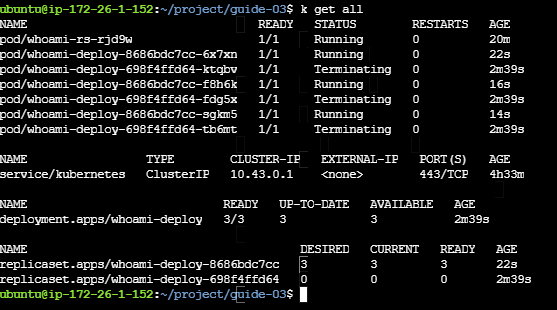 ubuntu@ip-172-26-1-152:~/project/guide-03$ k get all
NAME READY STATUS RESTARTS AGE
pod/whoami-rs-rjd9w 1/1 Running 0 20m
pod/whoami-deploy-8686bdc7cc-6x7xn 1/1 Running 0 22s
pod/whoami-deploy-698f4ffd64-ktqbv 1/1 Terminating 0 2m39s
pod/whoami-deploy-8686bdc7cc-f8h6k 1/1 Running 0 16s
pod/whoami-deploy-698f4ffd64-fdg5x 1/1 Terminating 0 2m39s
pod/whoami-deploy-8686bdc7cc-sgkm5 1/1 Running 0 14s
pod/whoami-deploy-698f4ffd64-tb6mt 1/1 Terminating 0 2m39s
NAME TYPE CLUSTER-IP EXTERNAL-IP PORT(S) AGE
service/kubernetes ClusterIP 10.43.0.1 <none> 443/TCP 4h33m
NAME READY UP-TO-DATE AVAILABLE AGE
deployment.apps/whoami-deploy 3/3 3 3 2m39s
NAME DESIRED CURRENT READY AGE
replicaset.apps/whoami-deploy-8686bdc7cc 3 3 3 22s
replicaset.apps/whoami-deploy-698f4ffd64 0 0 0 2m39s
ubuntu@ip-172-26-1-152:~/project/guide-03$